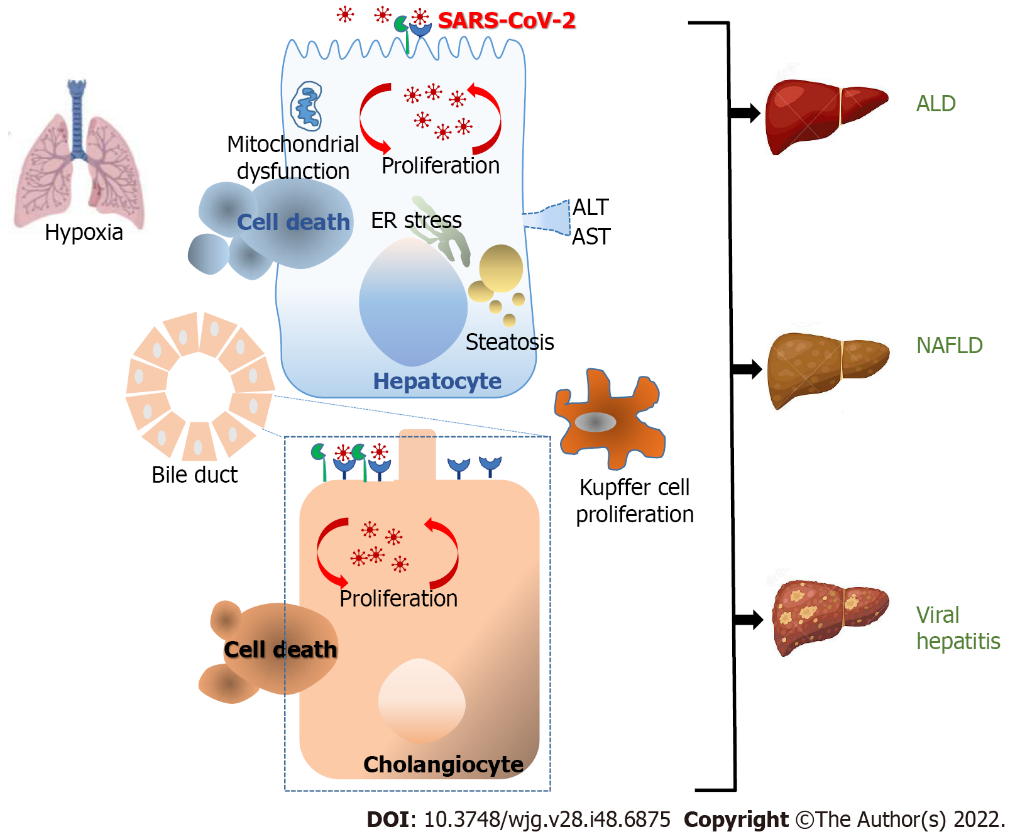 SARS-CoV-2
Mitochondrial
dysfunction
Proliferation
Hypoxia
Cell death
ER stress
ALT
AST
Steatosis
Hepatocyte
Bile duct
Kupffer cell
proliferation
Proliferation
Cell death
Cholangiocyte
ALD
NAFLD
Viral
hepatitis
DOI: 10.3748/wjg.v28.i48.6875 Copyright ©The Author(s) 2022.